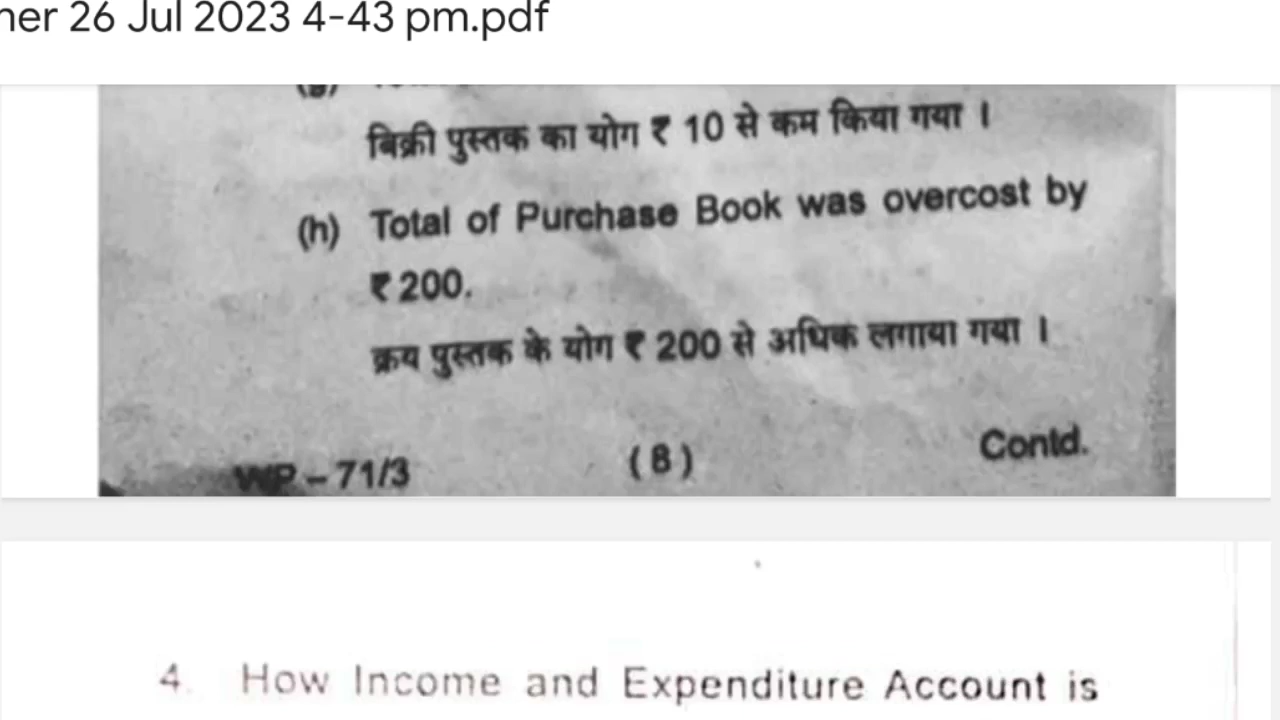 ner 26 Jul 2023 4-43 pm.pdf
(g)
बिक्री पुस्तक का योग ₹ 10 से कम किया गया ।
(h) Total of Purchase Book was overcost by
₹ 200.
क्रय पुस्तक के योग ₹ 200 से अधिक लगाया गया ।
WP – 71/3 (8) Contd.
4. How Income and Expenditure Account is